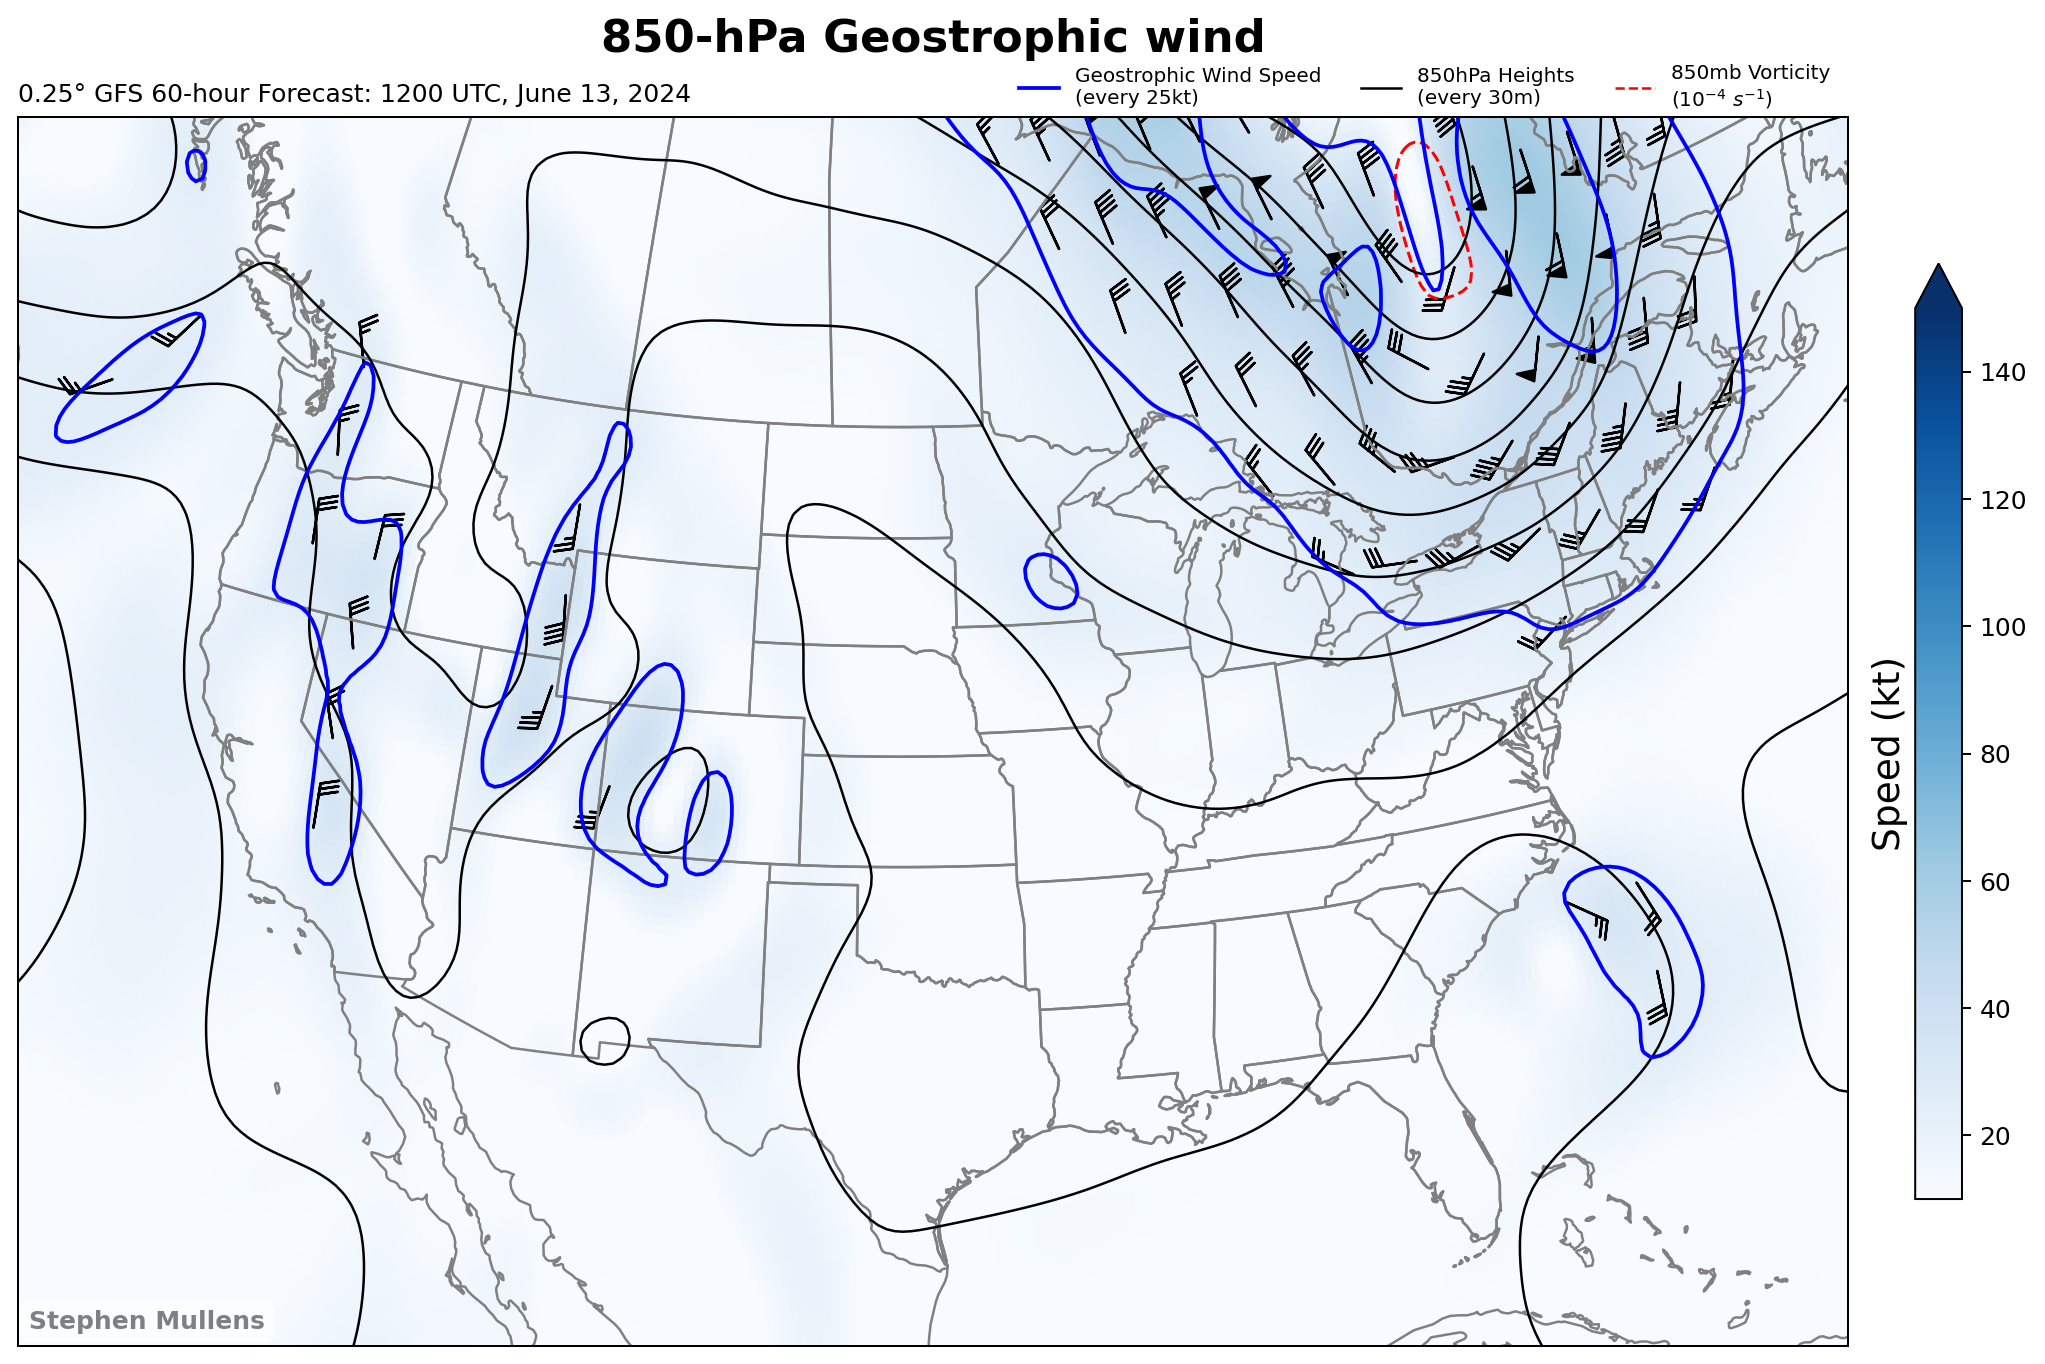 850-hPa Geostrophic wind
0.25° GFS 60-hour Forecast: 1200 UTC, June 13, 2024
Geostrophic Wind Speed
(every 25kt)
850hPa Heights
(every 30m)
850mb Vorticity
(10⁻⁴ s⁻¹)
140
120
100
80
60
40
20
Speed (kt)
Stephen Mullens